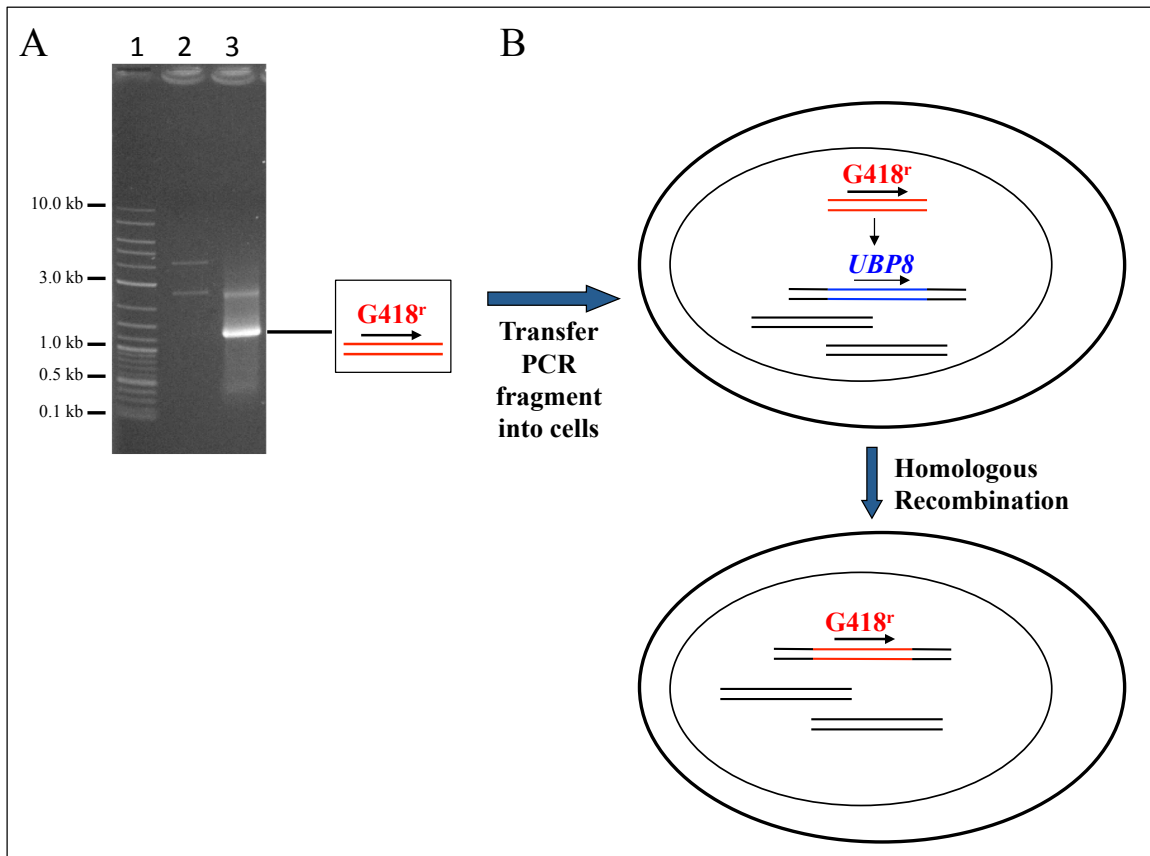 A
B
1 2 3
10.0 kb
3.0 kb
1.0 kb
0.5 kb
0.1 kb
G418ʳ
Transfer
PCR
fragment
into cells
G418ʳ
UBP8
Homologous
Recombination
G418ʳ